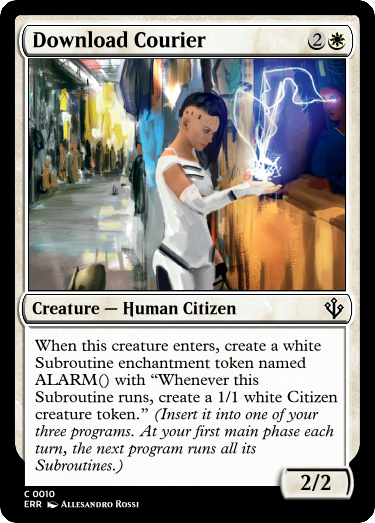 Download Courier 2
Creature — Human Citizen
When this creature enters, create a white
Subroutine enchantment token named
ALARM() with “Whenever this
Subroutine runs, create a 1/1 white Citizen
creature token.” (Insert it into one of your
three programs. At your first main phase each
turn, the next program runs all its
Subroutines.)
2/2
C 0010
ERR Allesandro Rossi